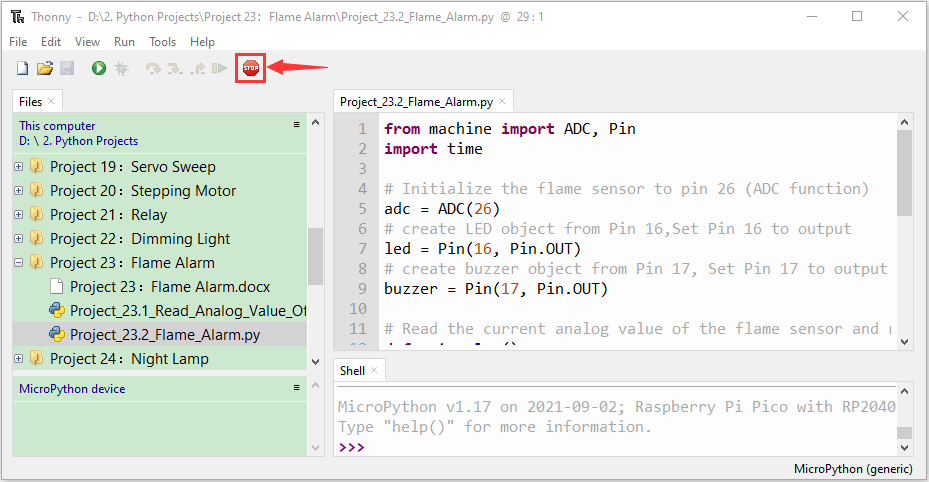 Thonny - D:\2. Python Projects\Project 23：Flame Alarm\Project_23.2_Flame_Alarm.py @ 29 : 1
File Edit View Run Tools Help
STOP
Files
This computer
D: \ 2. Python Projects
Project 19：Servo Sweep
Project 20：Stepping Motor
Project 21：Relay
Project 22：Dimming Light
Project 23：Flame Alarm
Project 23：Flame Alarm.docx
Project_23.1_Read_Analog_Value_Of
Project_23.2_Flame_Alarm.py
Project 24：Night Lamp
MicroPython device
Project_23.2_Flame_Alarm.py
1 from machine import ADC, Pin
2 import time
3
4 # Initialize the flame sensor to pin 26 (ADC function)
5 adc = ADC(26)
6 # create LED object from Pin 16,Set Pin 16 to output
7 led = Pin(16, Pin.OUT)
8 # create buzzer object from Pin 17, Set Pin 17 to output
9 buzzer = Pin(17, Pin.OUT)
10
11 # Read the current analog value of the flame sensor and
Shell
MicroPython v1.17 on 2021-09-02; Raspberry Pi Pico with RP2040
Type "help()" for more information.
>>>
MicroPython (generic)